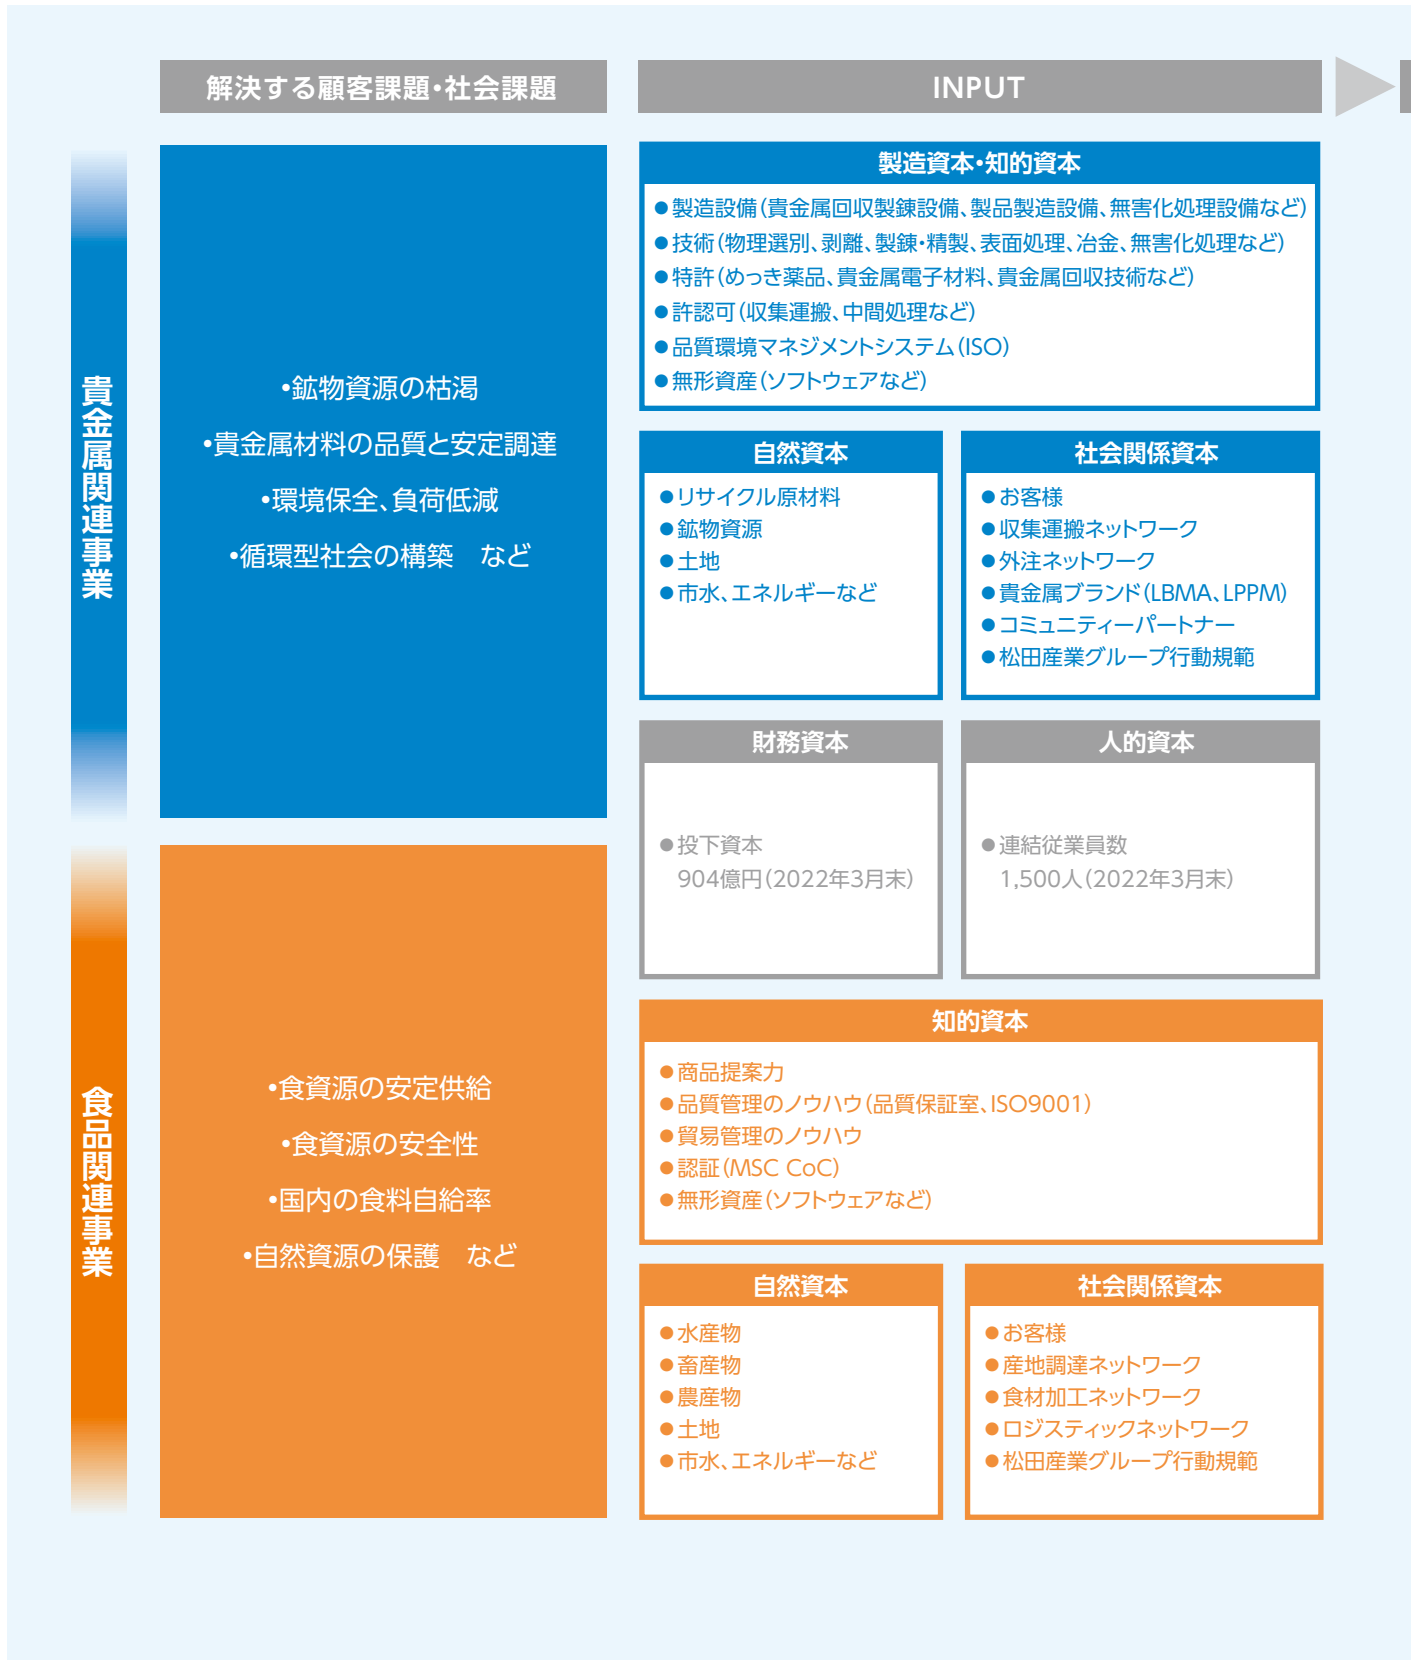 解決する顧客課題・社会課題
INPUT
貴金属関連事業
•鉱物資源の枯渇
•貴金属材料の品質と安定調達
•環境保全、負荷低減
•循環型社会の構築　など
製造資本・知的資本
●製造設備（貴金属回収製錬設備、製品製造設備、無害化処理設備など）
●技術（物理選別、剥離、製錬・精製、表面処理、冶金、無害化処理など）
●特許（めっき薬品、貴金属電子材料、貴金属回収技術など）
●許認可（収集運搬、中間処理など）
●品質環境マネジメントシステム（ISO）
●無形資産（ソフトウェアなど）
自然資本
●リサイクル原材料
●鉱物資源
●土地
●市水、エネルギーなど
社会関係資本
●お客様
●収集運搬ネットワーク
●外注ネットワーク
●貴金属ブランド（LBMA、LPPM）
●コミュニティーパートナー
●松田産業グループ行動規範
財務資本
●投下資本
904億円（2022年3月末）
人的資本
●連結従業員数
1,500人（2022年3月末）
食品関連事業
•食資源の安定供給
•食資源の安全性
•国内の食料自給率
•自然資源の保護　など
知的資本
●商品提案力
●品質管理のノウハウ（品質保証室、ISO9001）
●貿易管理のノウハウ
●認証（MSC CoC）
●無形資産（ソフトウェアなど）
自然資本
●水産物
●畜産物
●農産物
●土地
●市水、エネルギーなど
社会関係資本
●お客様
●産地調達ネットワーク
●食材加工ネットワーク
●ロジスティックネットワーク
●松田産業グループ行動規範